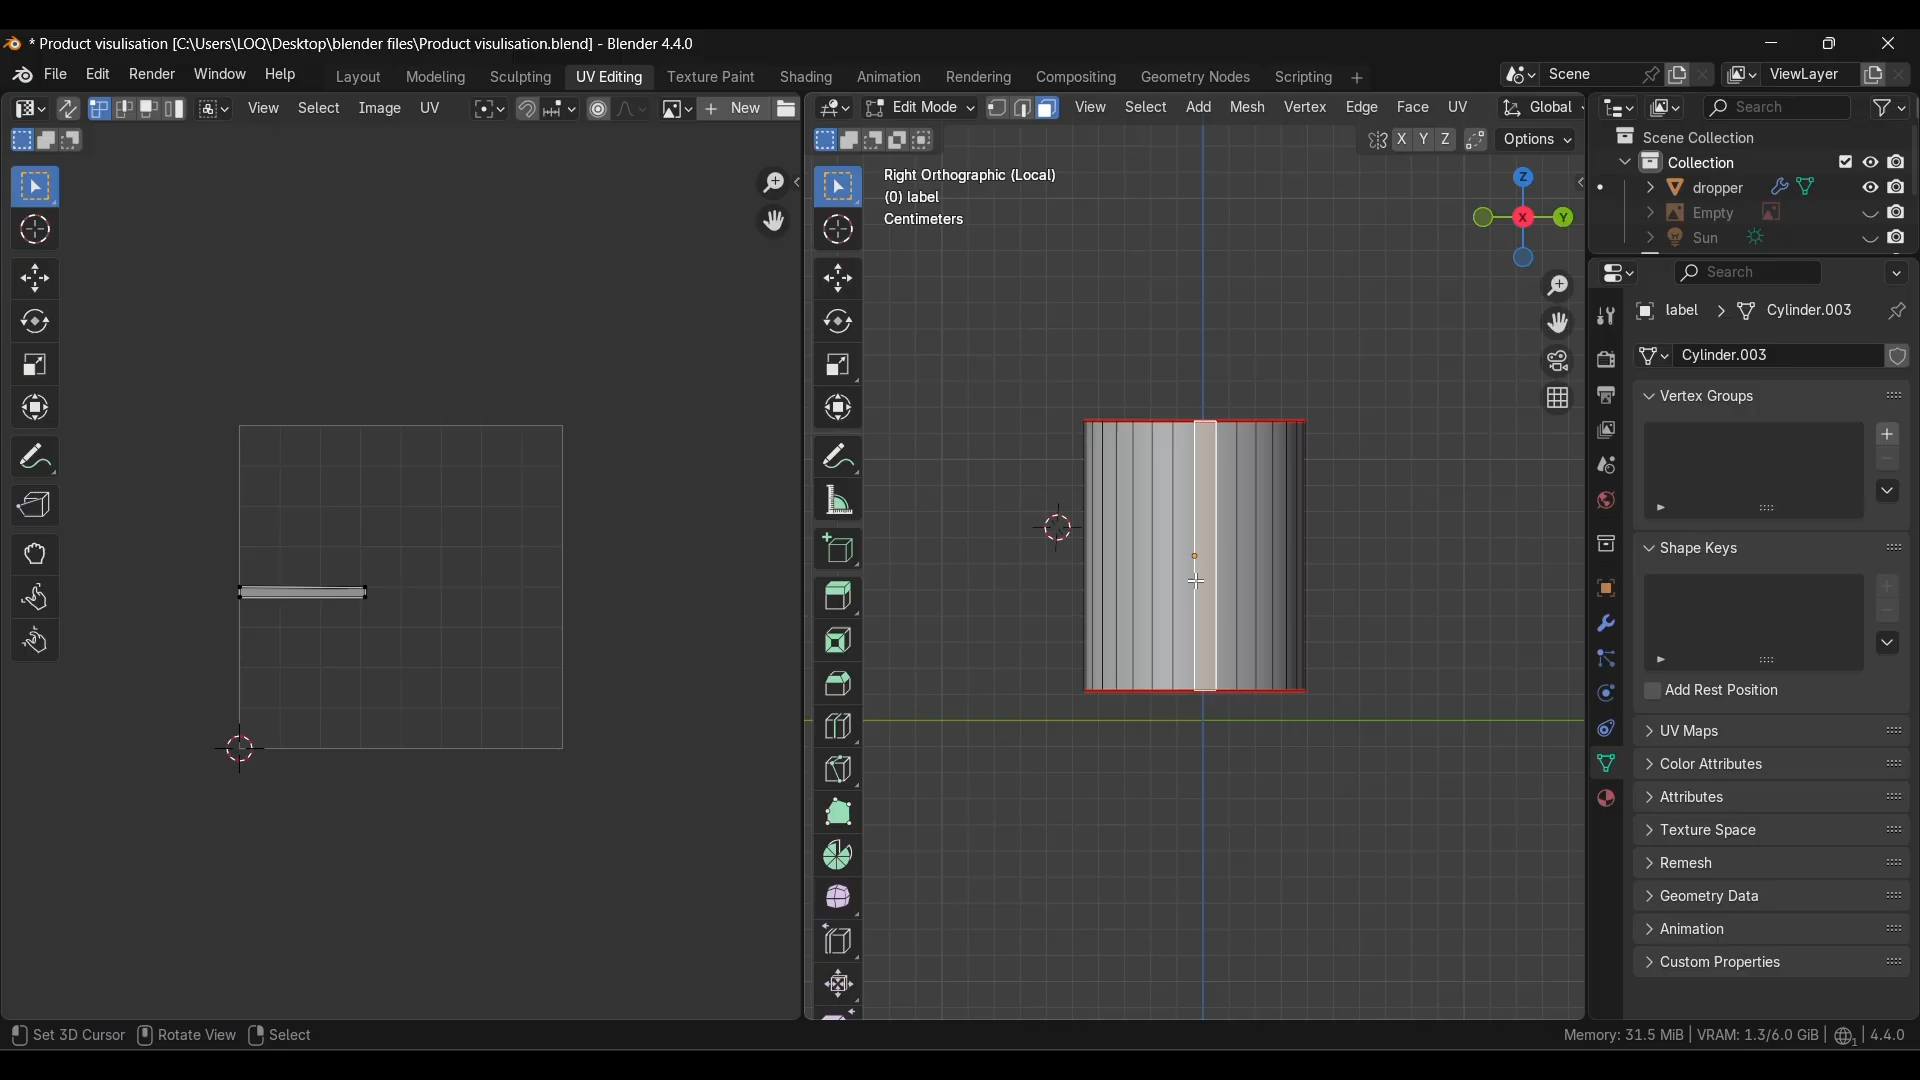 * Product visulisation [C:\Users\LOQ\Desktop\blender files\Product visulisation.blend] - Blender 4.4.0
File Edit Render Window Help Layout Modeling Sculpting UV Editing Texture Paint Shading Animation Rendering Compositing Geometry Nodes Scripting + Scene ViewLayer
View Select Image UV + New
Edit Mode View Select Add Mesh Vertex Edge Face UV Global
Search
X Y Z Options
Scene Collection
Collection
dropper
Empty
Sun
Right Orthographic (Local)
(0) label
Centimeters
Z
X
Y
Search
label > Cylinder.003
Cylinder.003
Vertex Groups
Shape Keys
Add Rest Position
UV Maps
Color Attributes
Attributes
Texture Space
Remesh
Geometry Data
Animation
Custom Properties
Set 3D Cursor Rotate View Select
Memory: 31.5 MiB | VRAM: 1.3/6.0 GiB | 1 | 4.4.0